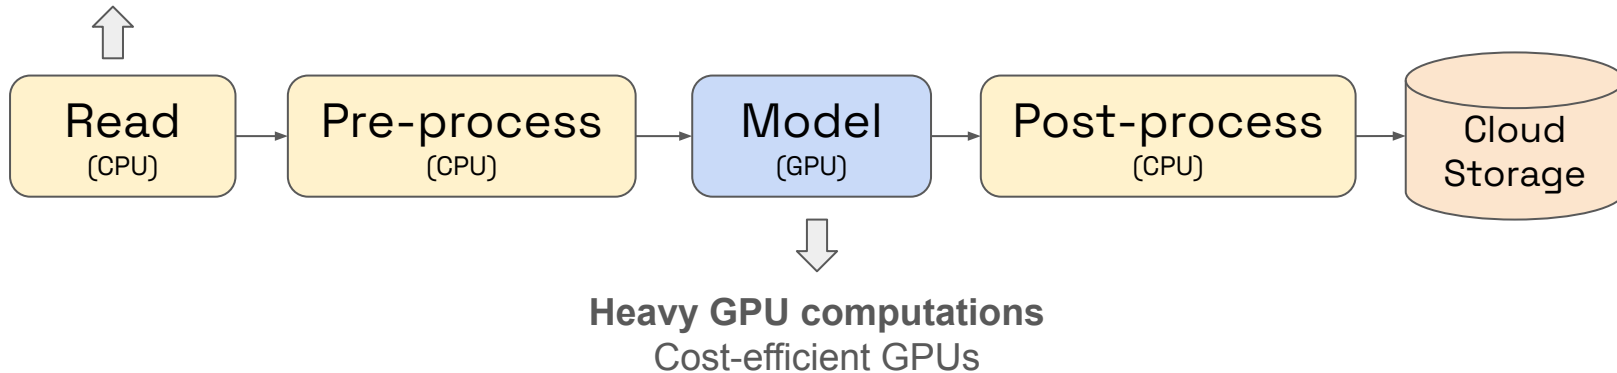 Read
(CPU)
Pre-process
(CPU)
Model
(GPU)
Post-process
(CPU)
Cloud
Storage
Heavy GPU computations
Cost-efficient GPUs